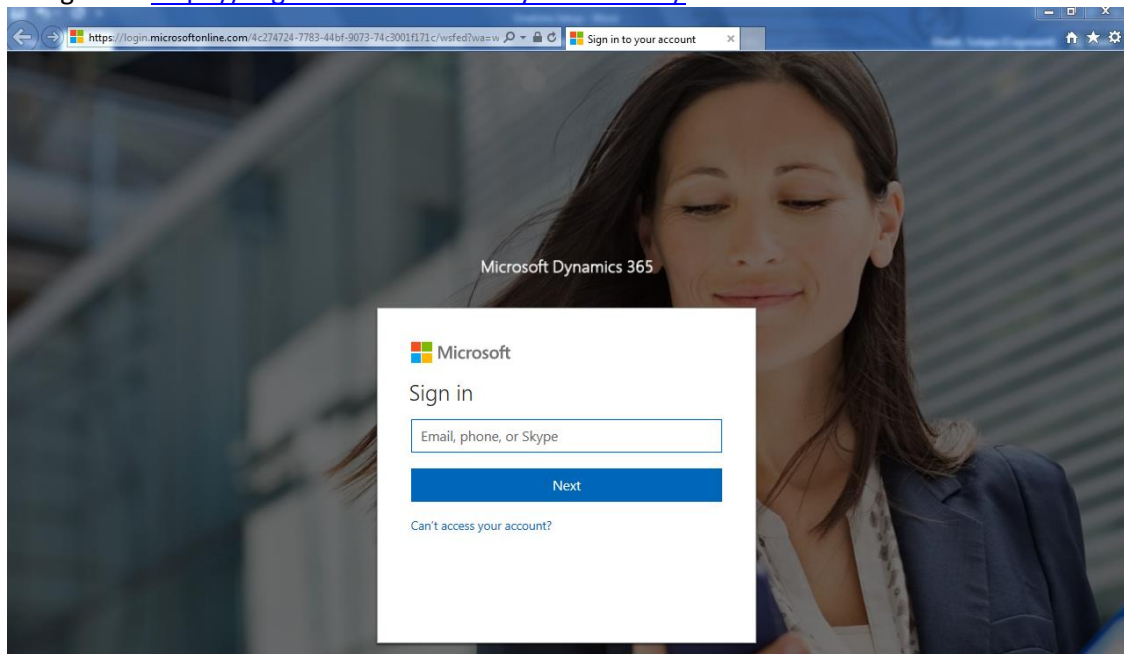 https://login.microsoftonline.com/4c274724-7783-44bf-9073-74c3001f171c/wsfed?wa=w
Sign in to your account
Microsoft Dynamics 365
Microsoft
Sign in
Email, phone, or Skype
Next
Can't access your account?